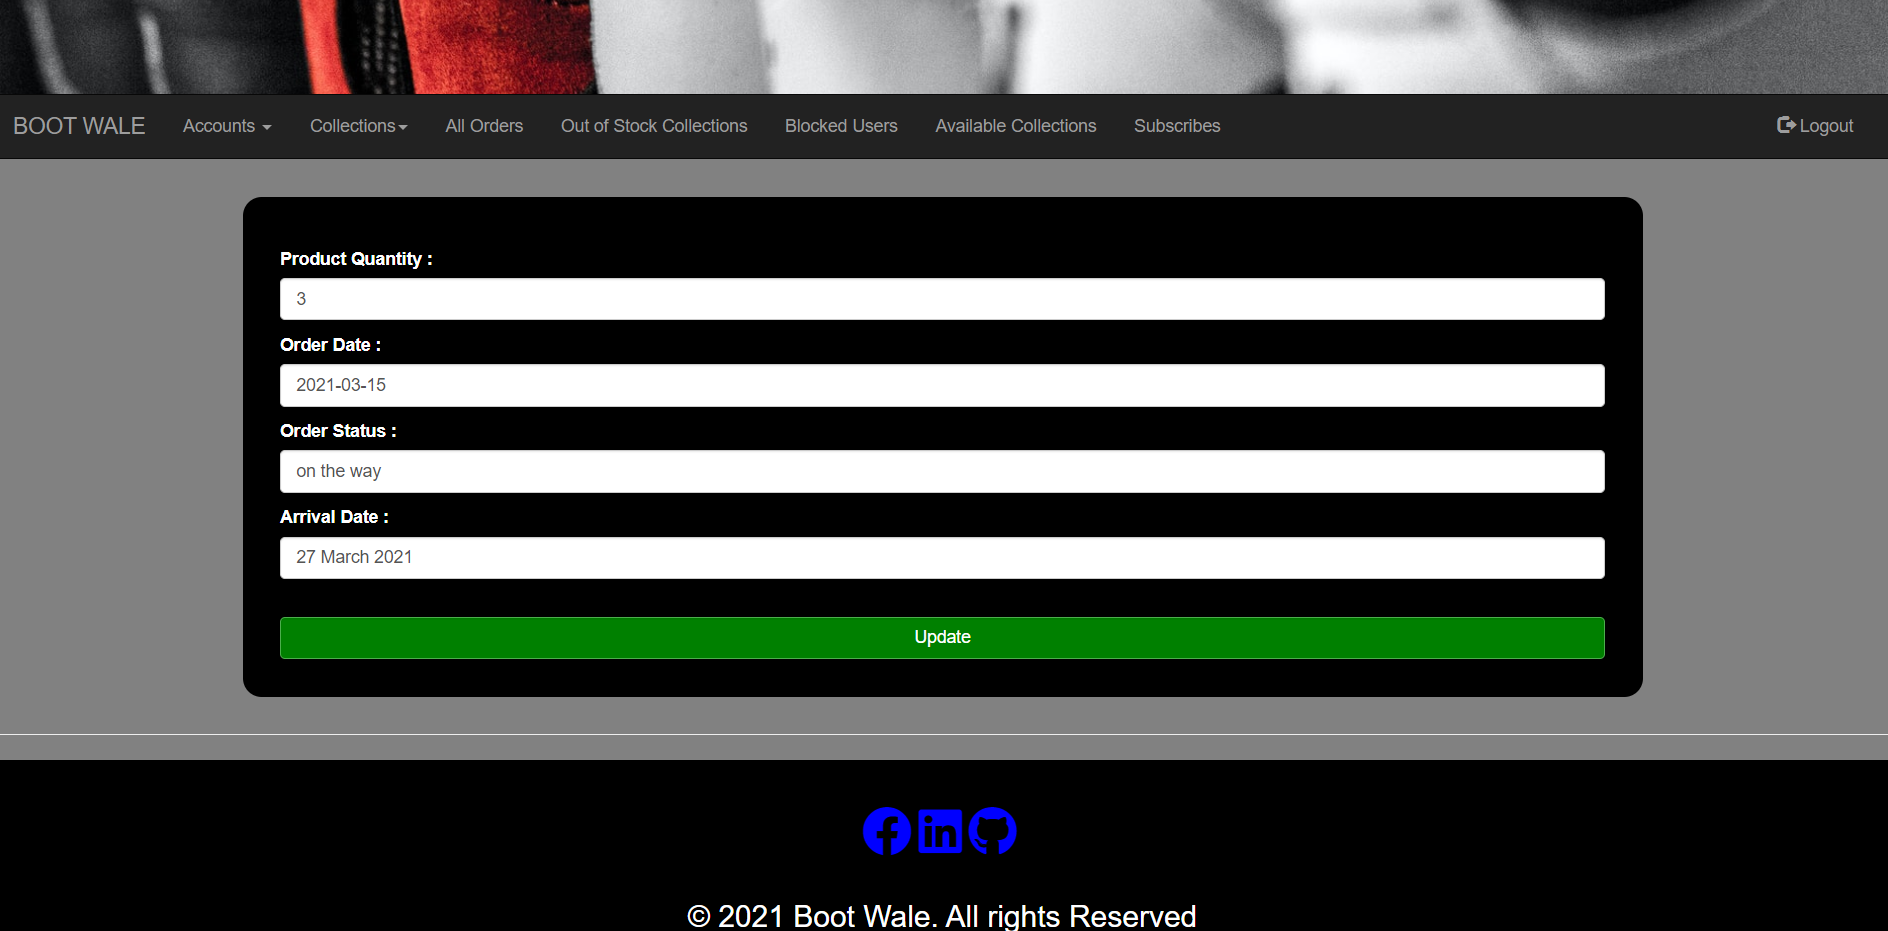 BOOT WALE Accounts Collections All Orders Out of Stock Collections Blocked Users Available Collections Subscribes Logout
Product Quantity :
3
Order Date :
2021-03-15
Order Status :
on the way
Arrival Date :
27 March 2021
Update
© 2021 Boot Wale. All rights Reserved